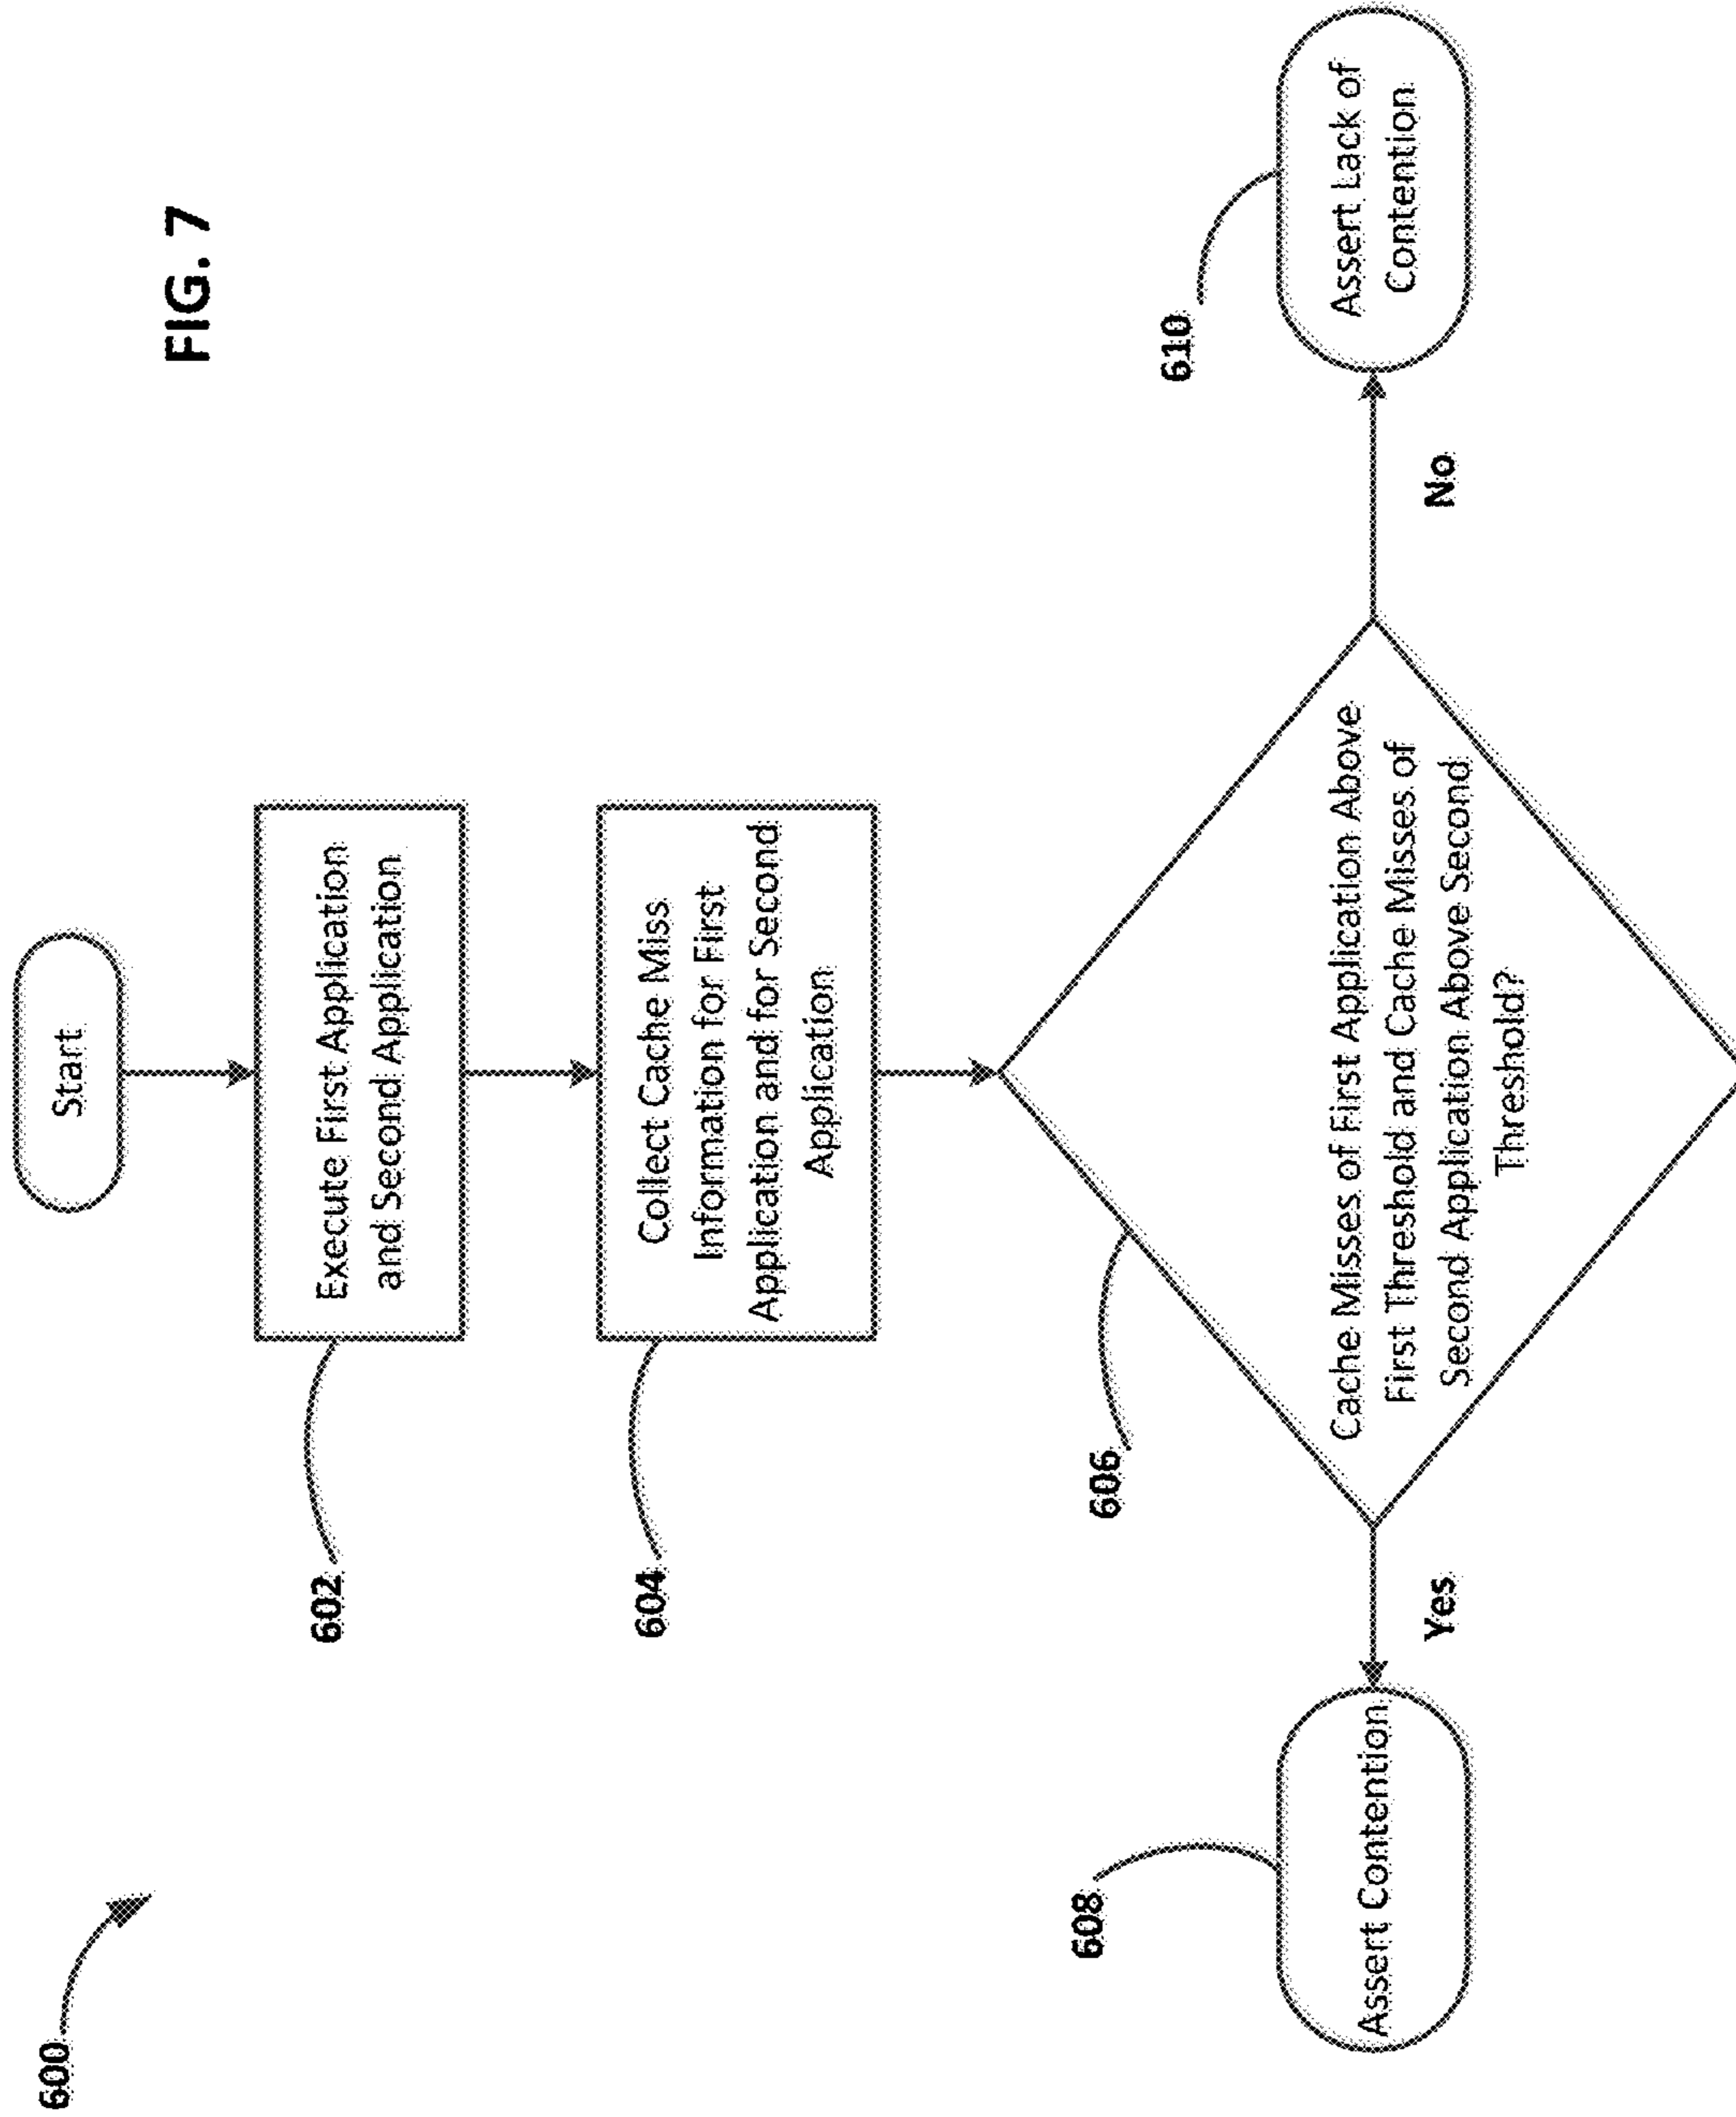 600
FIG. 7
Start
602
Execute First Application
and Second Application
604
Collect Cache Miss
Information for First
Application and for Second
Application
606
Cache Misses of First Application Above
First Threshold and Cache Misses of
Second Application Above Second
Threshold?
Yes
No
608
Assert Contention
610
Assert Lack of
Contention